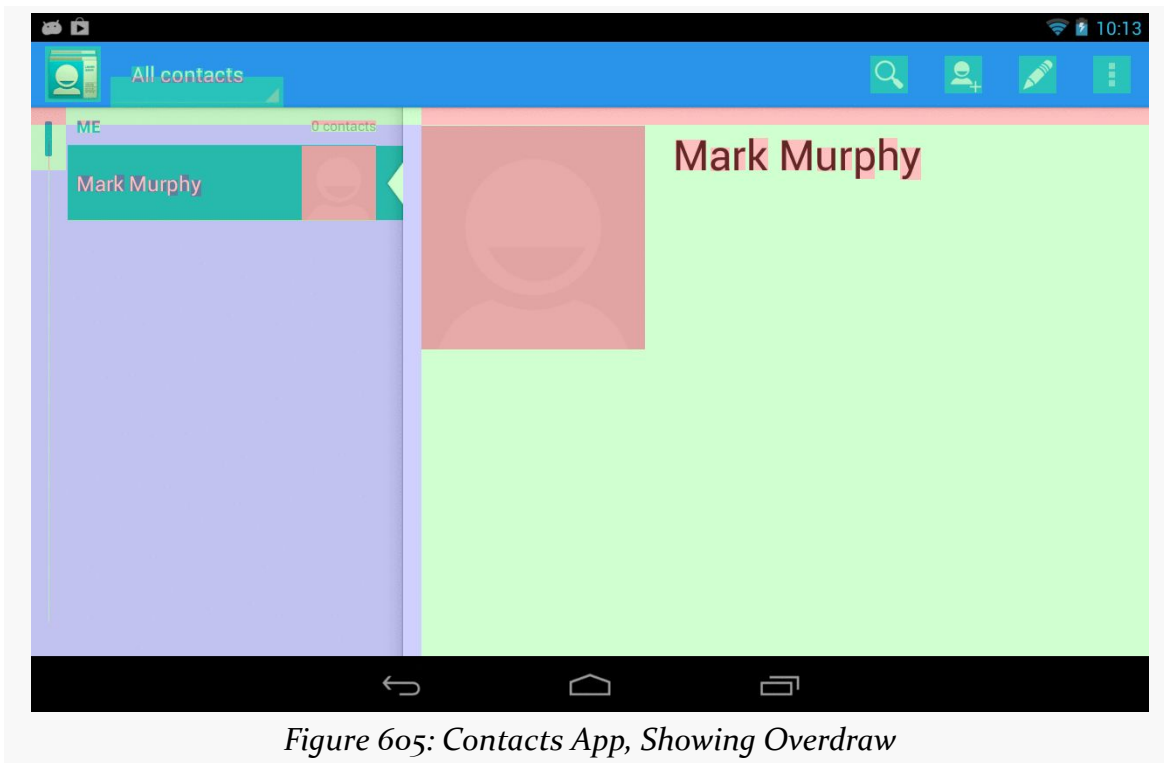 10:13
All contacts
ME 0 contacts
Mark Murphy
Mark Murphy
Figure 605: Contacts App, Showing Overdraw